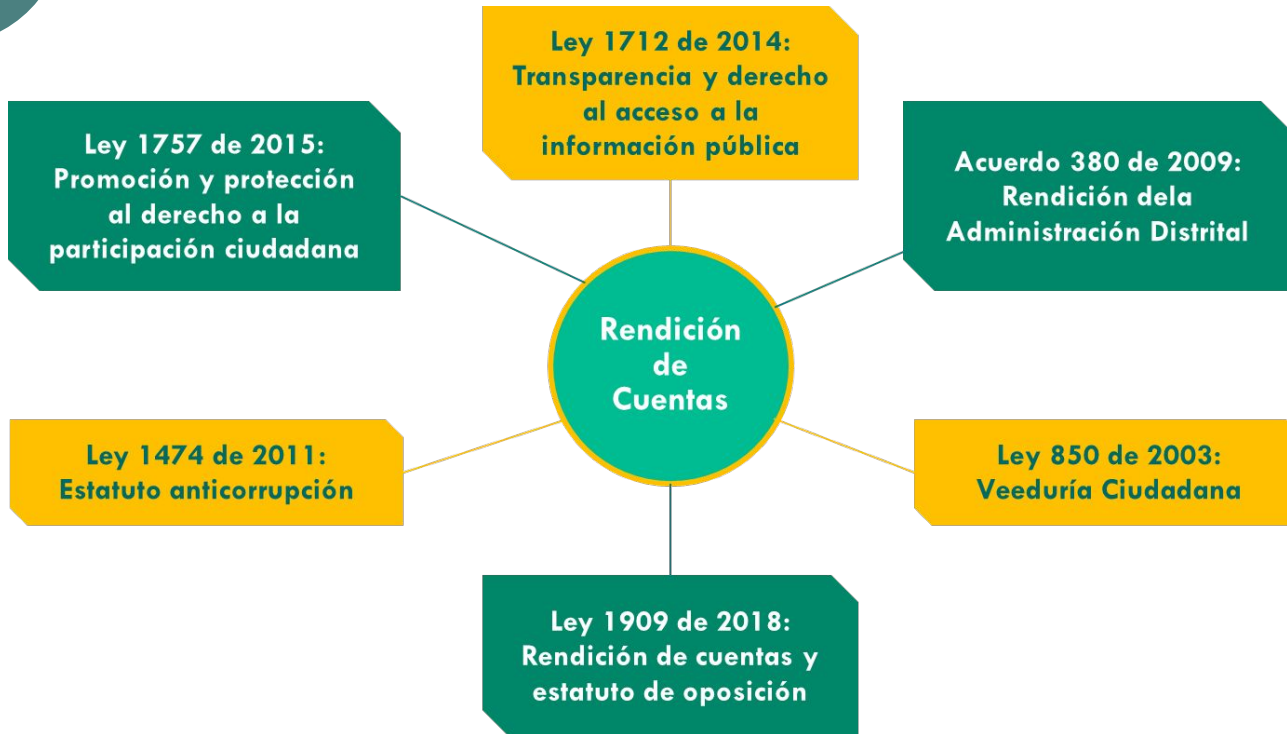 Ley 1712 de 2014:
Transparencia y derecho
al acceso a la
información pública
Ley 1757 de 2015:
Promoción y protección
al derecho a la
participación ciudadana
Acuerdo 380 de 2009:
Rendición dela
Administración Distrital
Rendición
de
Cuentas
Ley 1474 de 2011:
Estatuto anticorrupción
Ley 850 de 2003:
Veeduría Ciudadana
Ley 1909 de 2018:
Rendición de cuentas y
estatuto de oposición